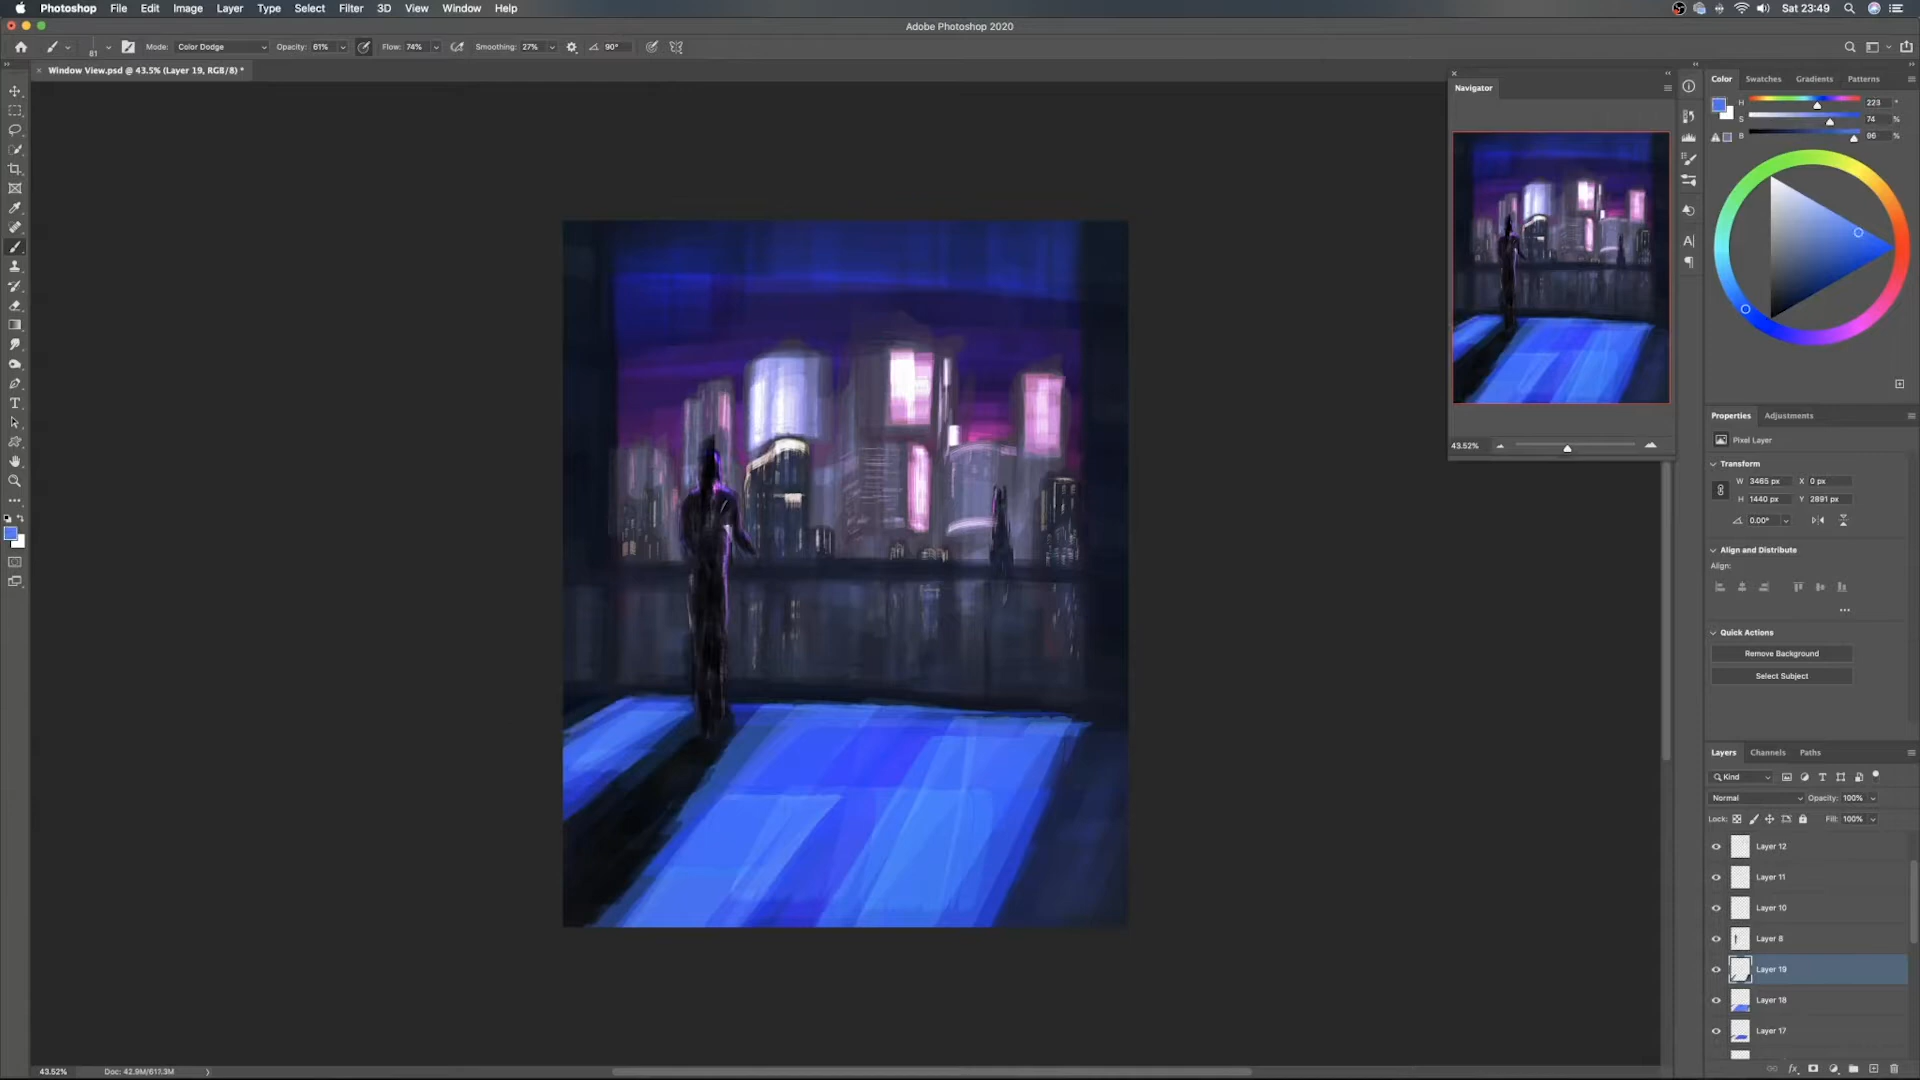 Photoshop File Edit Image Layer Type Select Filter 3D View Window Help Sat 23:49
Adobe Photoshop 2020
81 Mode: Color Dodge Opacity: 61% Flow: 74% Smoothing: 27% 90°
Window View.psd @ 43.5% (Layer 19, RGB/8) *
Navigator
43.52%
Color Swatches Gradients Patterns
H 223 °
S 74 %
B 96 %
Properties Adjustments
Pixel Layer
Transform
W 3465 px X 0 px
H 1440 px Y 2891 px
0.00°
Align and Distribute
Align:
Quick Actions
Remove Background
Select Subject
Layers Channels Paths
Kind
Normal Opacity: 100%
Lock: Fill: 100%
Layer 12
Layer 11
Layer 10
Layer 8
Layer 19
Layer 18
Layer 17
43.52% Doc: 42.9M/617.3M